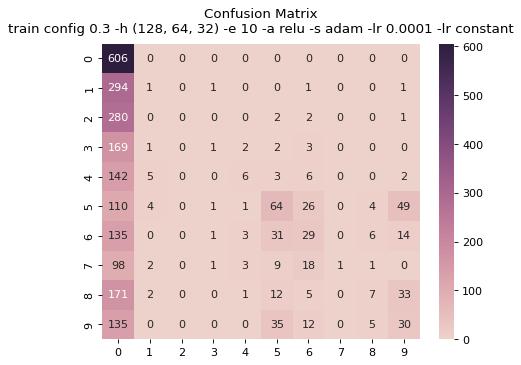 Confusion Matrix
train config 0.3 -h (128, 64, 32) -e 10 -a relu -s adam -lr 0.0001 -lr constant
0 606 0 0 0 0 0 0 0 0 0
1 294 1 0 1 0 0 1 0 0 1
2 280 0 0 0 0 2 2 0 0 1
3 169 1 0 1 2 2 3 0 0 0
4 142 5 0 0 6 3 6 0 0 2
5 110 4 0 1 1 64 26 0 4 49
6 135 0 0 1 3 31 29 0 6 14
7 98 2 0 1 3 9 18 1 1 0
8 171 2 0 0 1 12 5 0 7 33
9 135 0 0 0 0 35 12 0 5 30
0 1 2 3 4 5 6 7 8 9
600
500
400
300
200
100
0